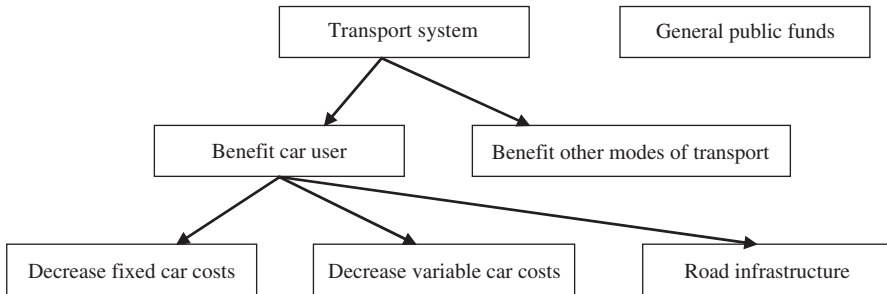 Transport system
General public funds
Benefit car user
Benefit other modes of transport
Decrease fixed car costs
Decrease variable car costs
Road infrastructure